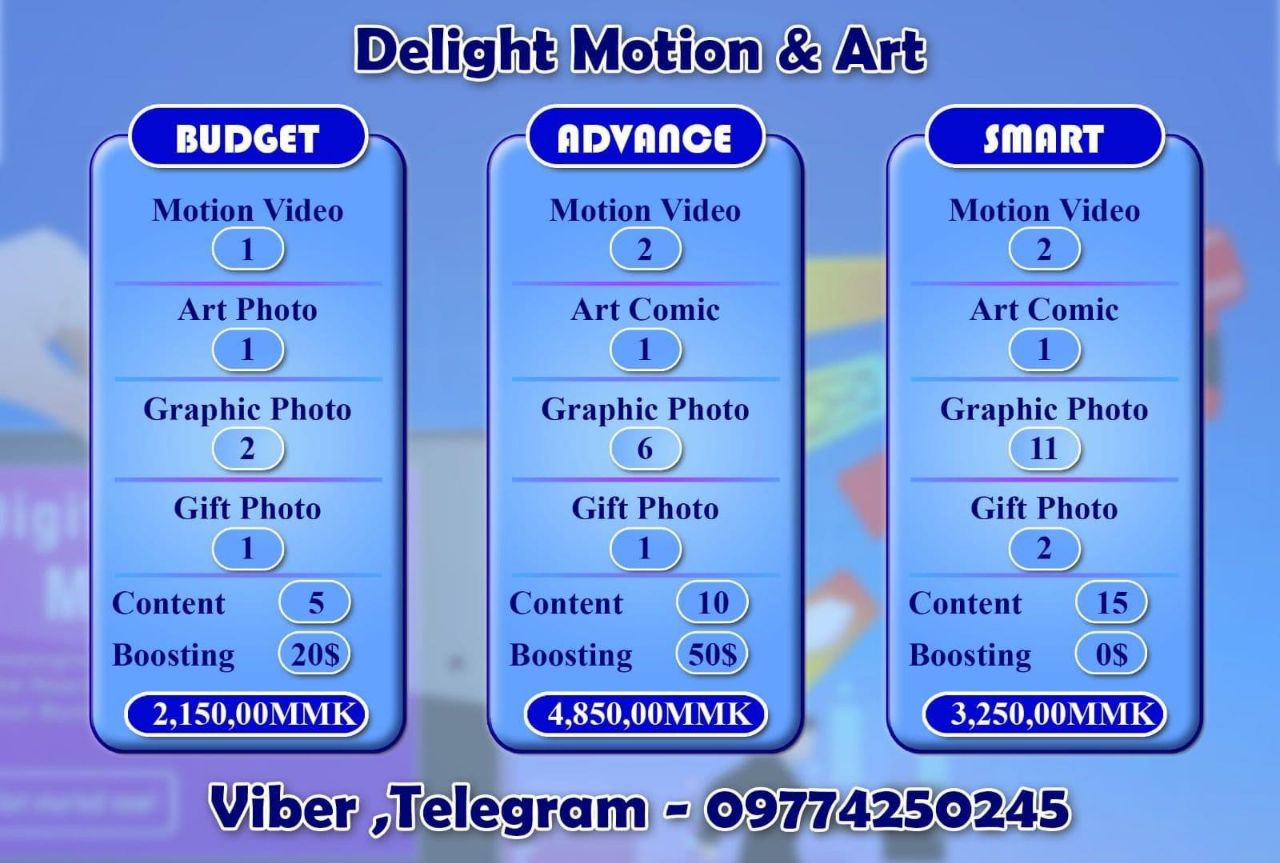 Delight Motion & Art
BUDGET
Motion Video
1
Art Photo
1
Graphic Photo
2
Gift Photo
1
Content 5
Boosting 20$
2,150,00MMK
ADVANCE
Motion Video
2
Art Comic
1
Graphic Photo
6
Gift Photo
1
Content 10
Boosting 50$
4,850,00MMK
SMART
Motion Video
2
Art Comic
1
Graphic Photo
11
Gift Photo
2
Content 15
Boosting 0$
3,250,00MMK
Viber ,Telegram - 09774250245